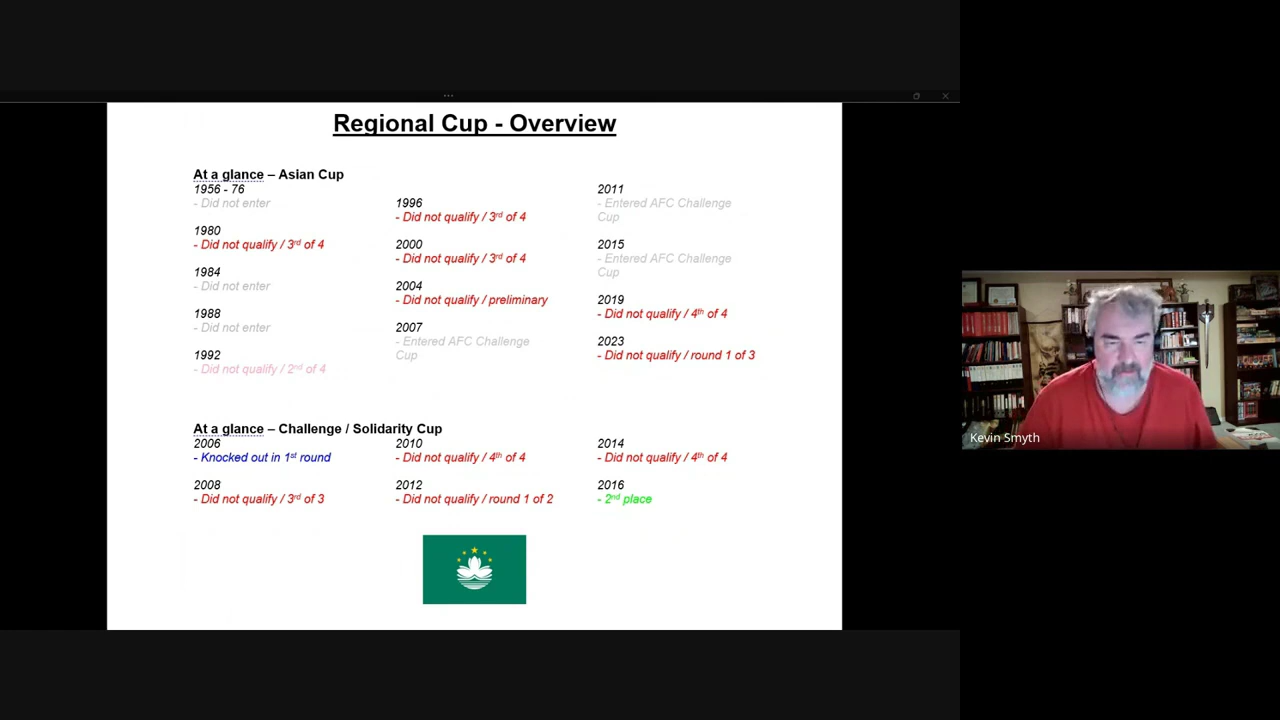 Regional Cup - Overview
At a glance – Asian Cup
1956 - 76
- Did not enter
1980
- Did not qualify / 3rd of 4
1984
- Did not enter
1988
- Did not enter
1992
- Did not qualify / 2nd of 4
1996
- Did not qualify / 3rd of 4
2000
- Did not qualify / 3rd of 4
2004
- Did not qualify / preliminary
2007
- Entered AFC Challenge
Cup
2011
- Entered AFC Challenge
Cup
2015
- Entered AFC Challenge
Cup
2019
- Did not qualify / 4th of 4
2023
- Did not qualify / round 1 of 3
At a glance – Challenge / Solidarity Cup
2006
- Knocked out in 1st round
2008
- Did not qualify / 3rd of 3
2010
- Did not qualify / 4th of 4
2012
- Did not qualify / round 1 of 2
2014
- Did not qualify / 4th of 4
2016
- 2nd place
Kevin Smyth